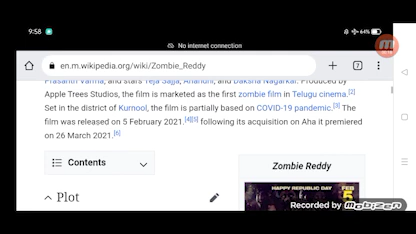 9:58
64%
No internet connection
en.m.wikipedia.org/wiki/Zombie_Reddy
7
Prasanth Varma, and stars Teja Sajja, Anandhi, and Daksha Nagarkar. Produced by
Apple Trees Studios, the film is marketed as the first zombie film in Telugu cinema.[2]
Set in the district of Kurnool, the film is partially based on COVID-19 pandemic.[3] The
film was released on 5 February 2021.[4][5] following its acquisition on Aha it premiered
on 26 March 2021.[6]
Contents
Zombie Reddy
Plot
HAPPY REPUBLIC DAY
FEB
5
Recorded by
MOBIZEN